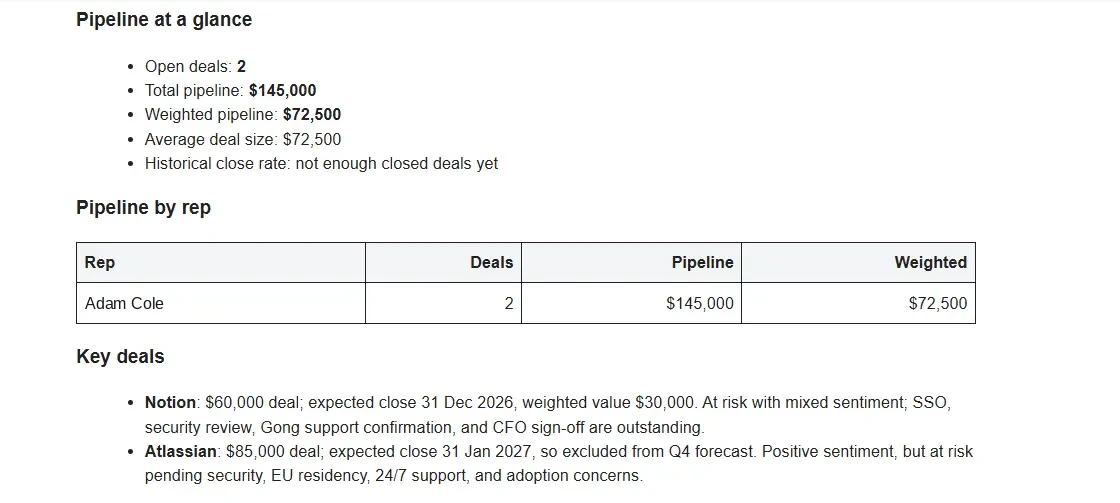 Pipeline at a glance
• Open deals: 2
• Total pipeline: $145,000
• Weighted pipeline: $72,500
• Average deal size: $72,500
• Historical close rate: not enough closed deals yet
Pipeline by rep
Rep Deals Pipeline Weighted
Adam Cole 2 $145,000 $72,500
Key deals
• Notion: $60,000 deal; expected close 31 Dec 2026, weighted value $30,000. At risk with mixed sentiment; SSO,
security review, Gong support confirmation, and CFO sign-off are outstanding.
• Atlassian: $85,000 deal; expected close 31 Jan 2027, so excluded from Q4 forecast. Positive sentiment, but at risk
pending security, EU residency, 24/7 support, and adoption concerns.